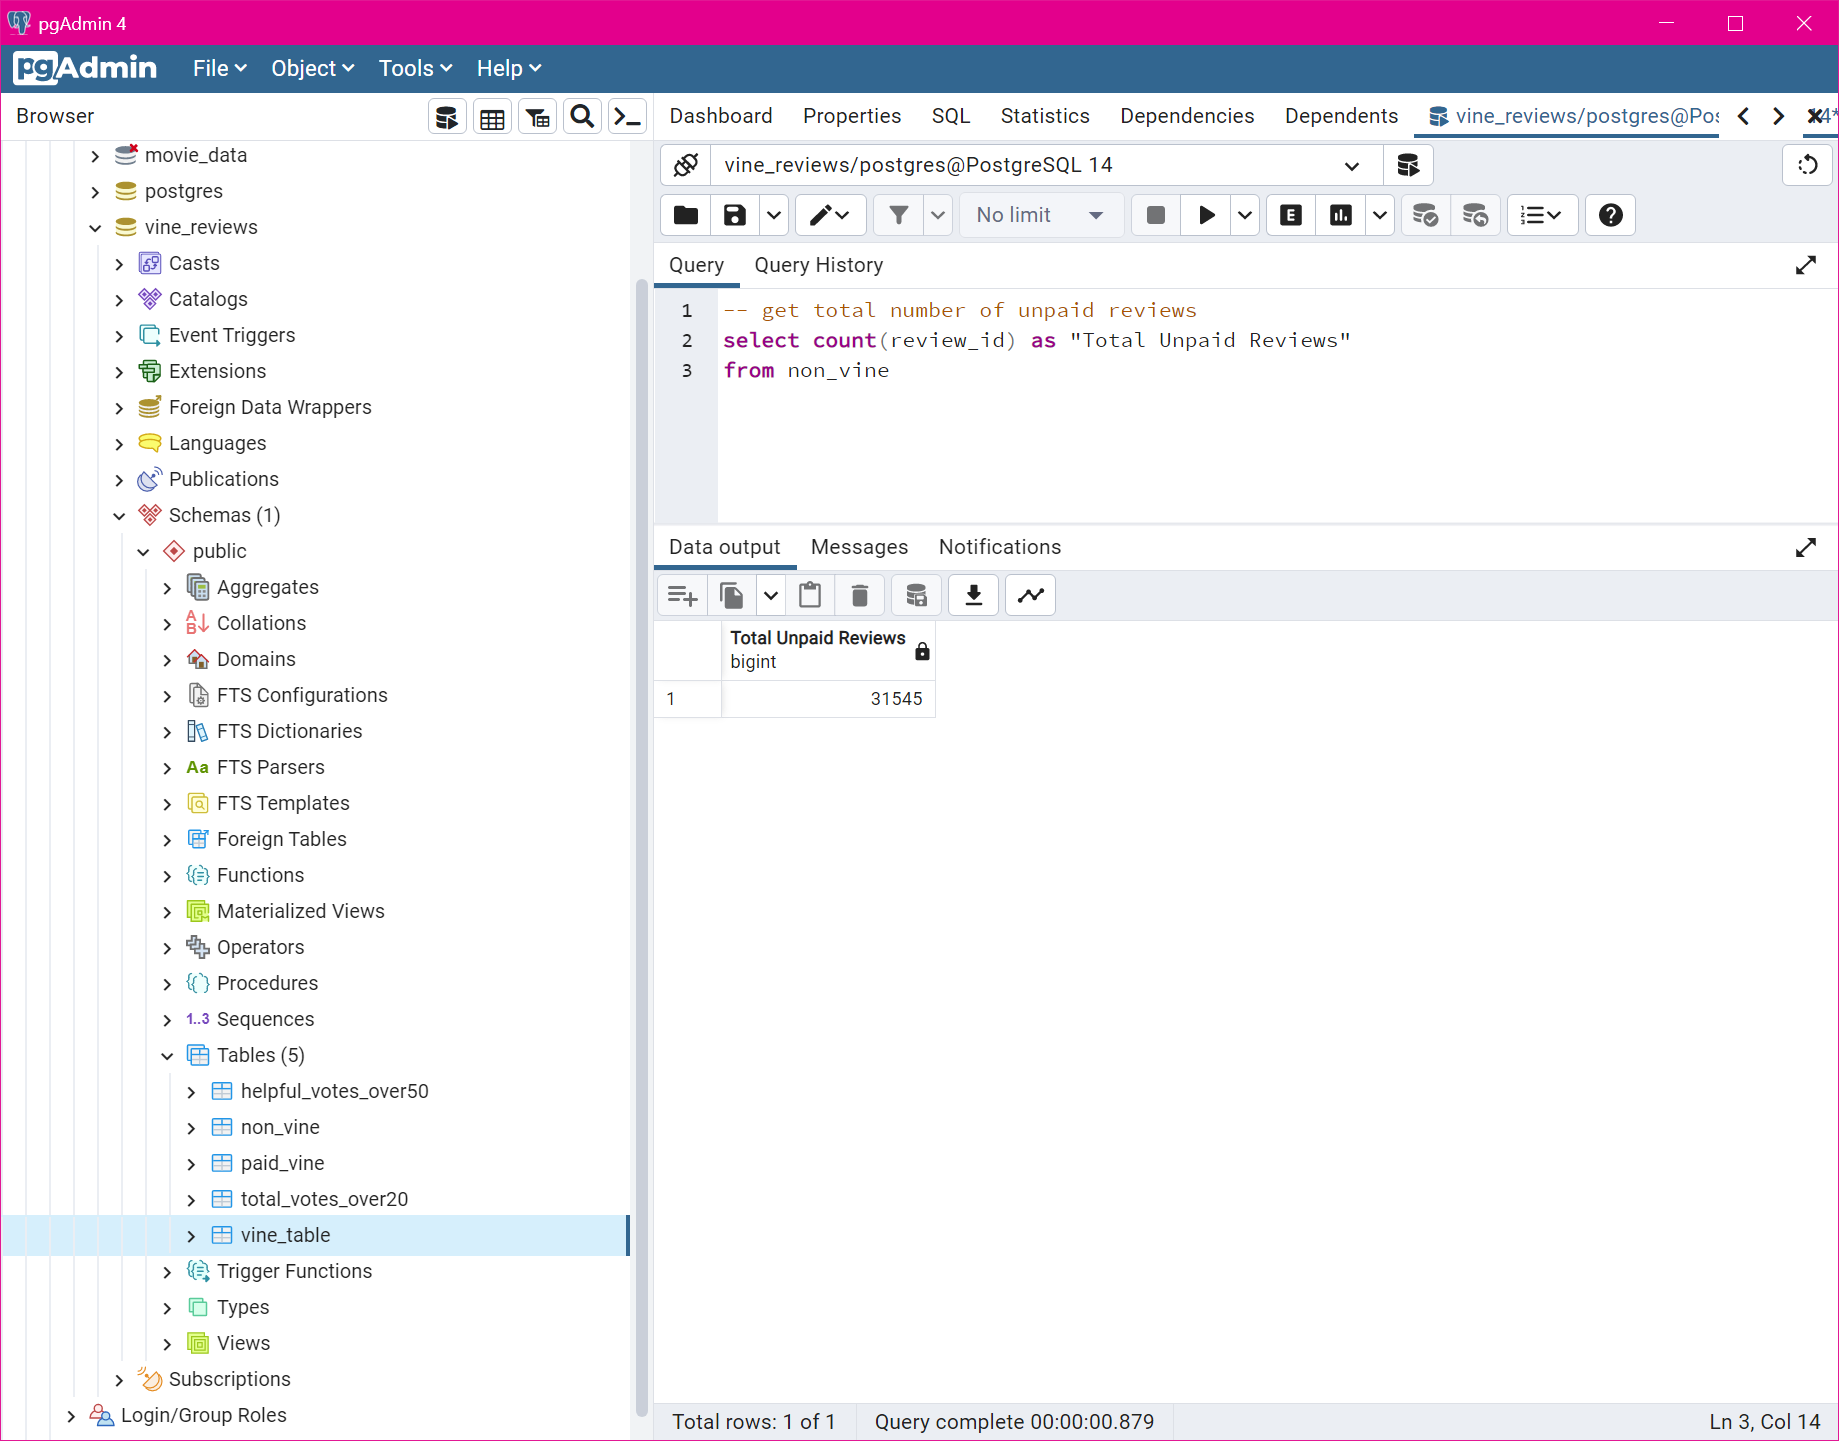 pgAdmin 4
pgAdmin File Object Tools Help
Browser
Dashboard Properties SQL Statistics Dependencies Dependents vine_reviews/postgres@Pos 4*
movie_data
postgres
vine_reviews
Casts
Catalogs
Event Triggers
Extensions
Foreign Data Wrappers
Languages
Publications
Schemas (1)
public
Aggregates
Collations
Domains
FTS Configurations
FTS Dictionaries
Aa FTS Parsers
FTS Templates
Foreign Tables
Functions
Materialized Views
Operators
Procedures
1..3 Sequences
Tables (5)
helpful_votes_over50
non_vine
paid_vine
total_votes_over20
vine_table
Trigger Functions
Types
Views
Subscriptions
Login/Group Roles
vine_reviews/postgres@PostgreSQL 14
No limit
E
Query Query History
1 -- get total number of unpaid reviews
2 select count(review_id) as "Total Unpaid Reviews"
3 from non_vine
Data output Messages Notifications
Total Unpaid Reviews
bigint
1 31545
Total rows: 1 of 1 Query complete 00:00:00.879 Ln 3, Col 14